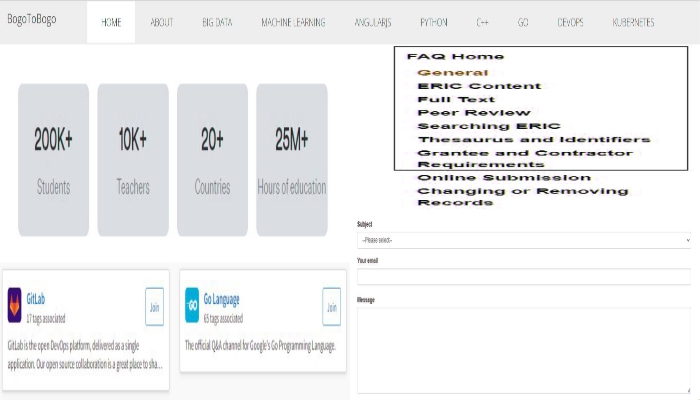 BogoToBogo HOME ABOUT BIG DATA MACHINE LEARNING ANGULARJS PYTHON C++ GO DEVOPS KUBERNETES
200K+
Students
10K+
Teachers
20+
Countries
25M+
Hours of education
FAQ Home
General
ERIC Content
Full Text
Peer Review
Searching ERIC
Thesaurus and Identifiers
Grantee and Contractor
Requirements
Online Submission
Changing or Removing
Records
Subject
--Please select--
Your email
Message
GitLab
17 tags associated
Join
GitLab is the open DevOps platform, delivered as a single
application. Our open source collaboration is a great place to sha...
GO
Go Language
65 tags associated
Join
The official Q&A channel for Google's Go Programming Language.